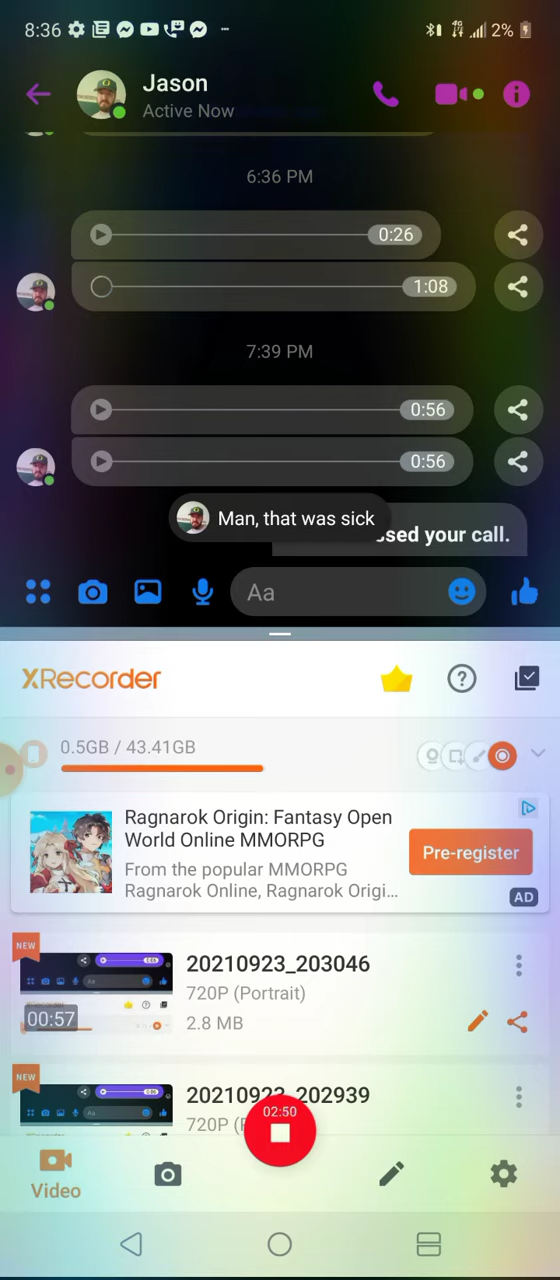 8:36
4G
2%
Jason
Active Now
6:36 PM
0:26
1:08
7:39 PM
0:56
0:56
Man, that was sick
ssed your call.
Aa
XRecorder
0.5GB / 43.41GB
Ragnarok Origin: Fantasy Open
World Online MMORPG
From the popular MMORPG
Ragnarok Online, Ragnarok Origi...
Pre-register
AD
NEW
20210923_203046
720P (Portrait)
00:57
2.8 MB
NEW
20210923_202939
720P (P
02:50
Video